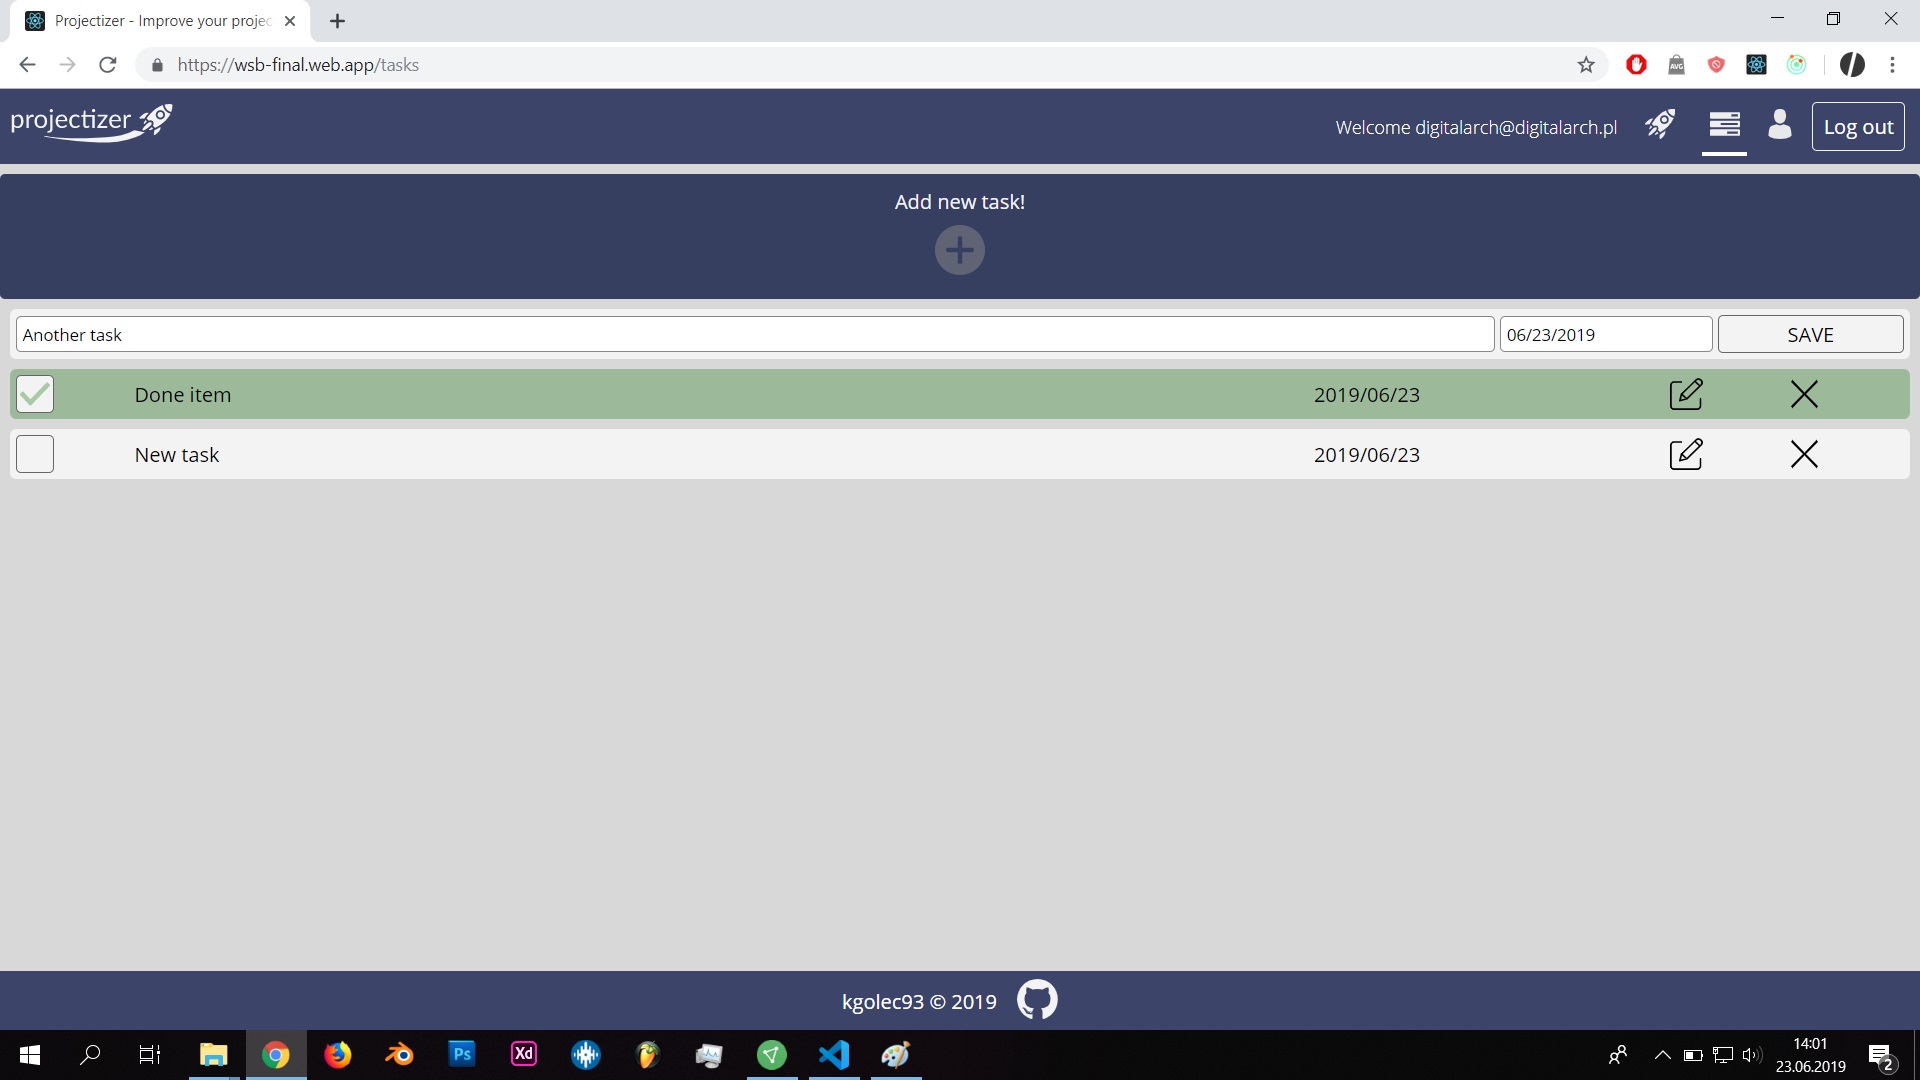 Projectizer - Improve your projec
https://wsb-final.web.app/tasks
AVG
projectizer
Welcome digitalarch@digitalarch.pl
Log out
Add new task!
Another task 06/23/2019 SAVE
Done item 2019/06/23
New task 2019/06/23
kgolec93 © 2019
Ps
Xd
14:01
23.06.2019
2